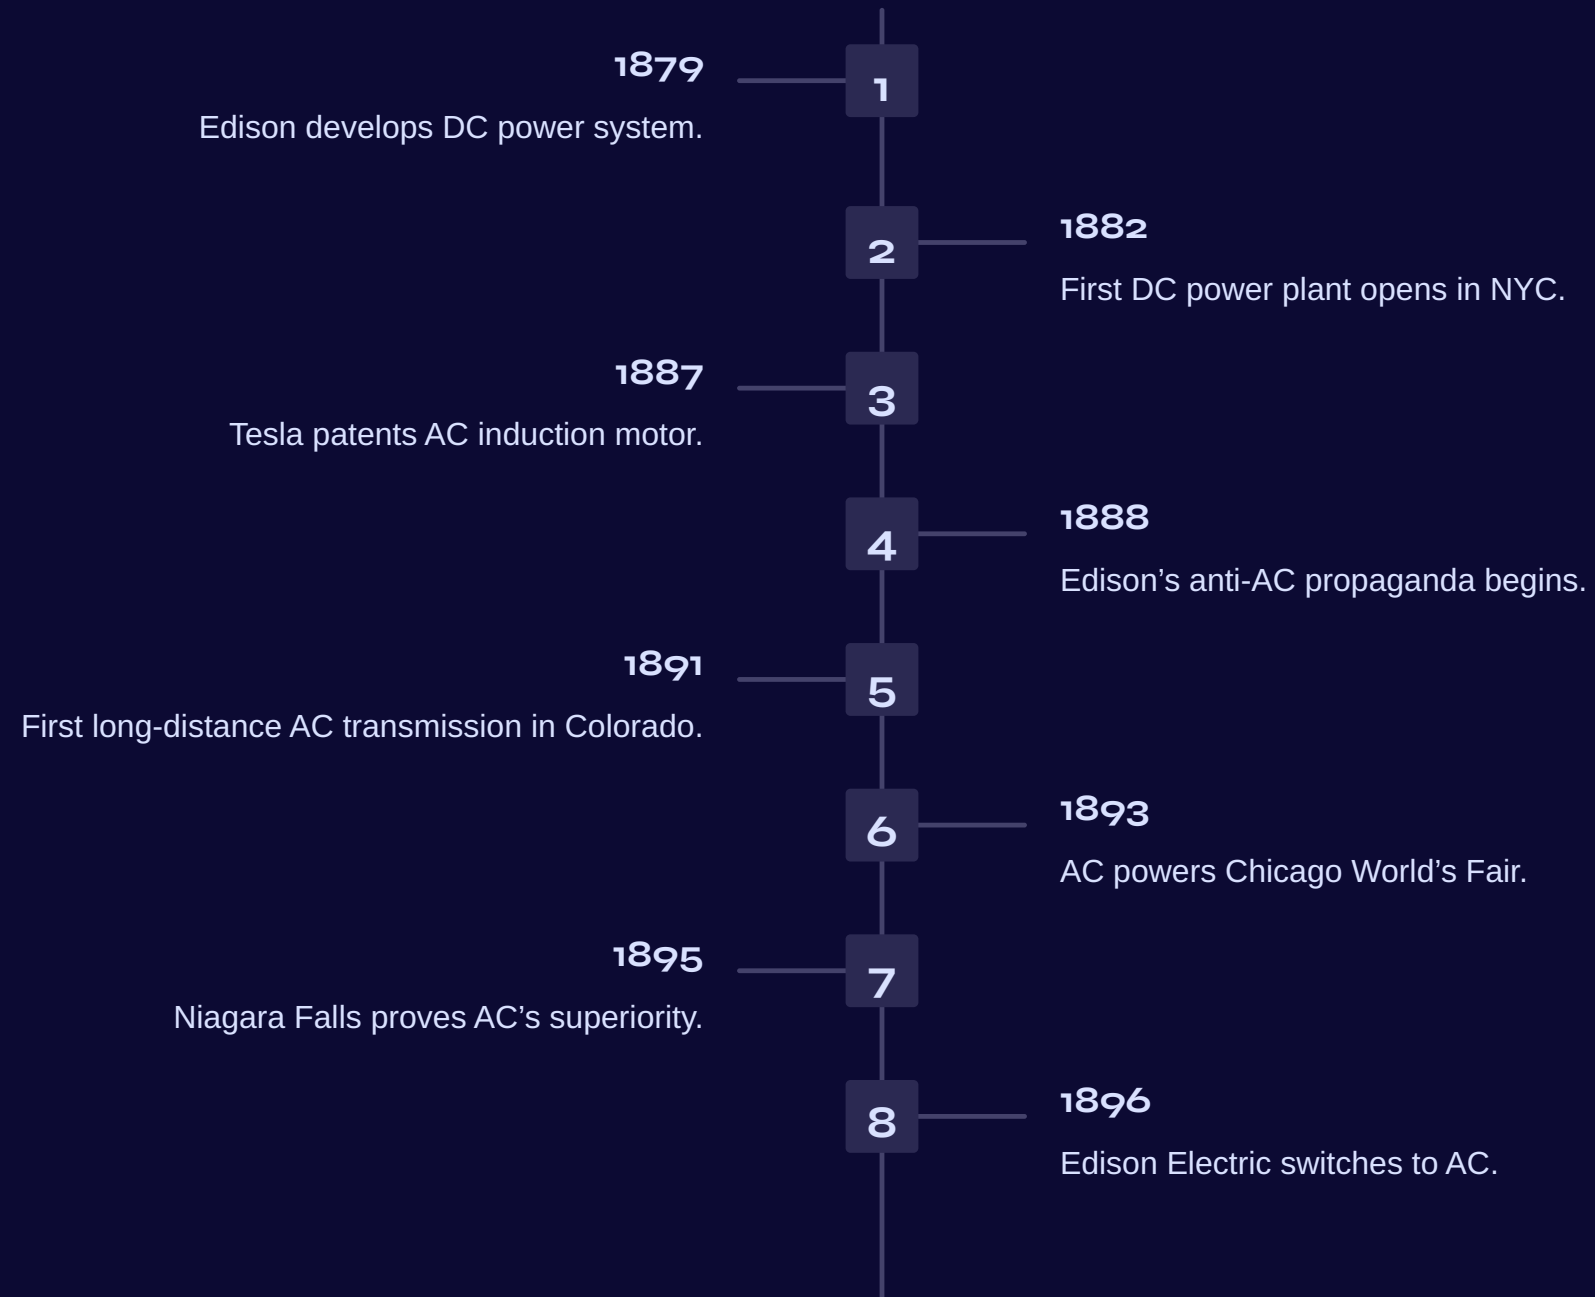 1879
1
Edison develops DC power system.
1882
2
First DC power plant opens in NYC.
1887
3
Tesla patents AC induction motor.
1888
4
Edison’s anti-AC propaganda begins.
1891
5
First long-distance AC transmission in Colorado.
1893
6
AC powers Chicago World’s Fair.
1895
7
Niagara Falls proves AC’s superiority.
1896
8
Edison Electric switches to AC.